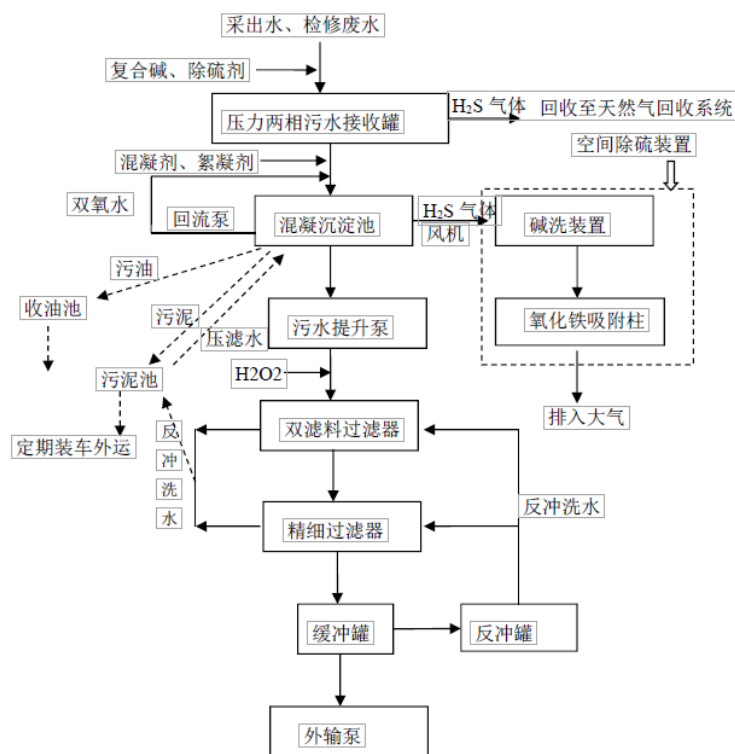 采出水、检修废水
复合碱、除硫剂
压力两相污水接收罐
H₂S 气体
回收至天然气回收系统
空间除硫装置
混凝剂、絮凝剂
双氧水
回流泵
混凝沉淀池
H₂S 气体
风机
碱洗装置
污油
收油池
污泥
压滤水
污水提升泵
氧化铁吸附柱
H2O2
污泥池
排入大气
定期装车外运
反
冲
洗
水
双滤料过滤器
反冲洗水
精细过滤器
缓冲罐
反冲罐
外输泵